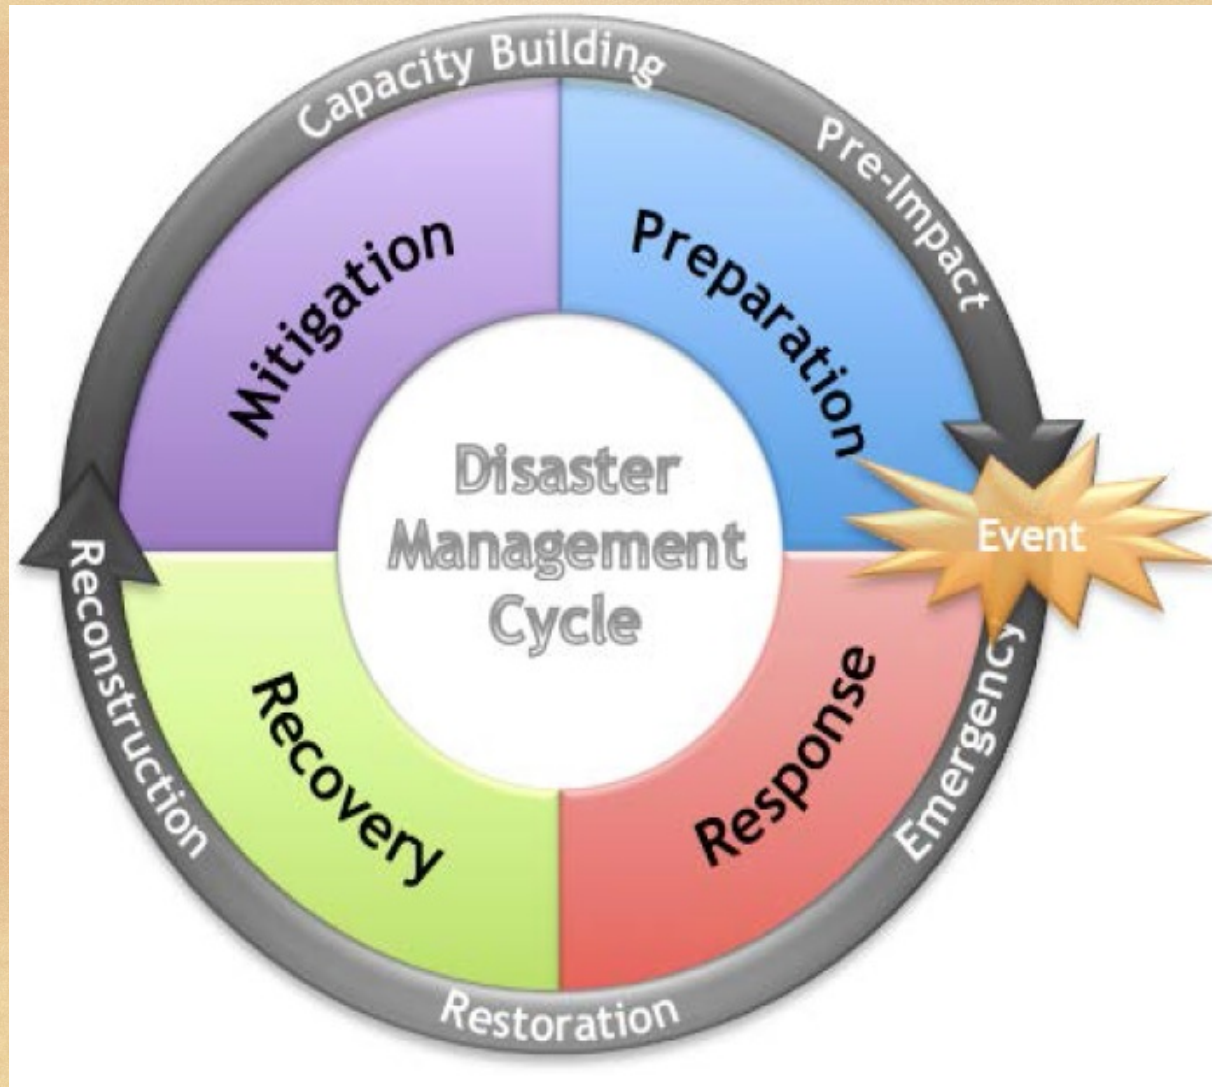 Capacity Building
Pre-Impact
Mitigation
Preparation
Disaster
Management
Cycle
Event
Reconstruction
Recovery
Response
Emergency
Restoration